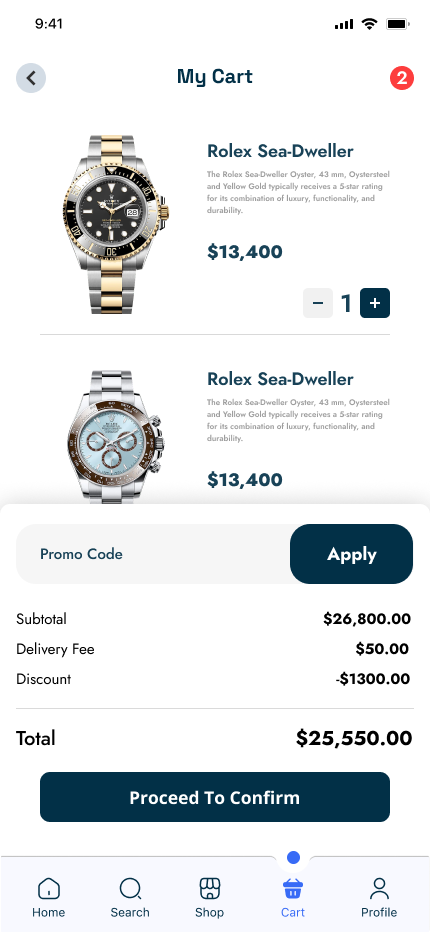 9:41
My Cart
2
Rolex Sea-Dweller
The Rolex Sea-Dweller Oyster, 43 mm, Oystersteel
and Yellow Gold typically receives a 5-star rating
for its combination of luxury, functionality, and
durability.
$13,400
− 1 +
Rolex Sea-Dweller
The Rolex Sea-Dweller Oyster, 43 mm, Oystersteel
and Yellow Gold typically receives a 5-star rating
for its combination of luxury, functionality, and
durability.
$13,400
Promo Code
Apply
Subtotal $26,800.00
Delivery Fee $50.00
Discount -$1300.00
Total $25,550.00
Proceed To Confirm
Home Search Shop Cart Profile